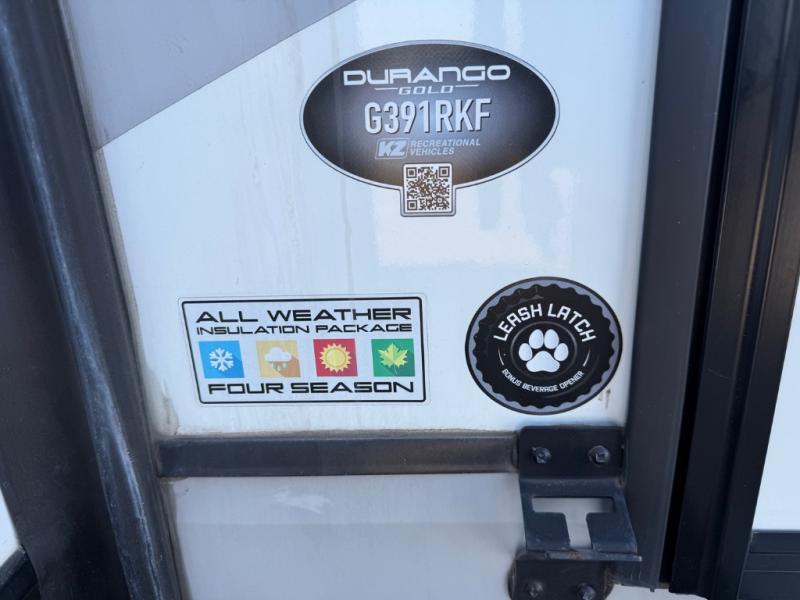 DURANGO
GOLD
G391RKF
KZ RECREATIONAL
VEHICLES
ALL WEATHER
INSULATION PACKAGE
FOUR SEASON
LEASH LATCH
BONUS BEVERAGE OPENER